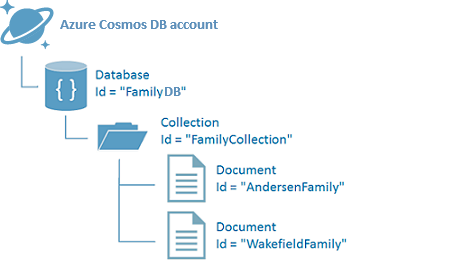 Azure Cosmos DB account
{ }
Database
Id = "FamilyDB"
Collection
Id = "FamilyCollection"
Document
Id = "AndersenFamily"
Document
Id = "WakefieldFamily"